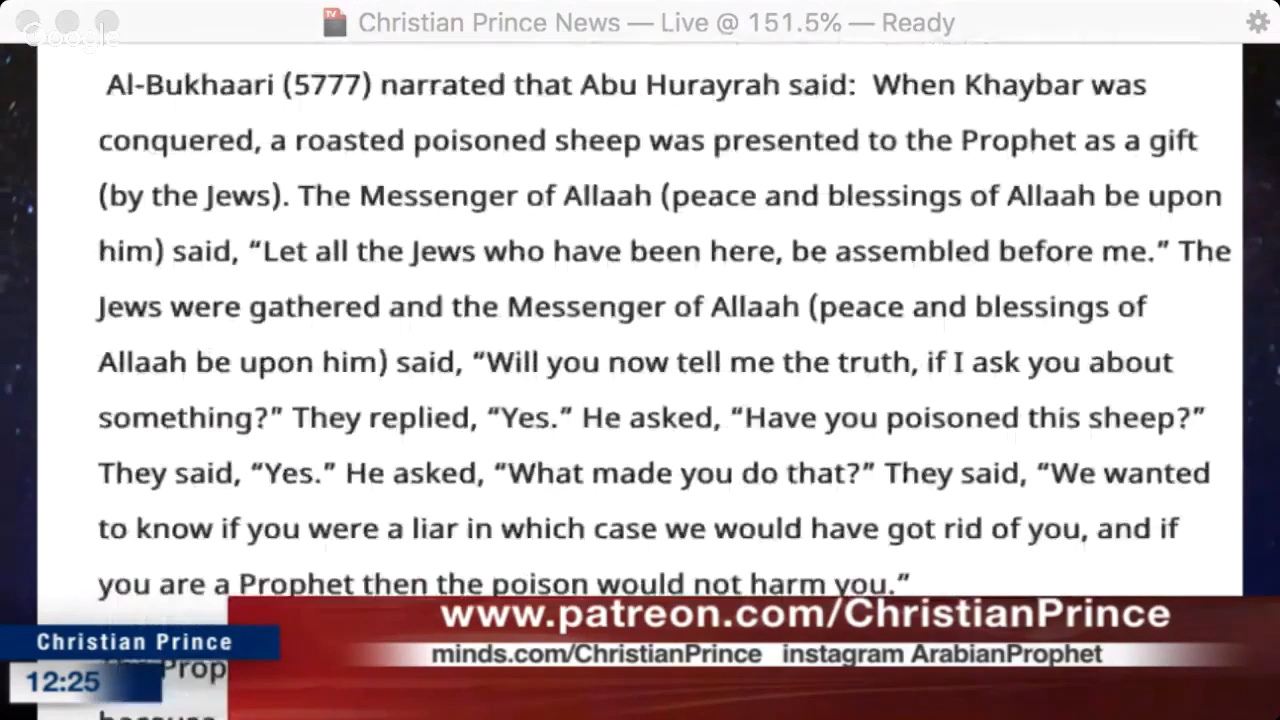 Christian Prince News — Live @ 151.5% — Ready
Google
Al-Bukhaari (5777) narrated that Abu Hurayrah said:  When Khaybar was
conquered, a roasted poisoned sheep was presented to the Prophet as a gift
(by the Jews). The Messenger of Allaah (peace and blessings of Allaah be upon
him) said, “Let all the Jews who have been here, be assembled before me.” The
Jews were gathered and the Messenger of Allaah (peace and blessings of
Allaah be upon him) said, “Will you now tell me the truth, if I ask you about
something?” They replied, “Yes.” He asked, “Have you poisoned this sheep?”
They said, “Yes.” He asked, “What made you do that?” They said, “We wanted
to know if you were a liar in which case we would have got rid of you, and if
you are a Prophet then the poison would not harm you.”
www.patreon.com/ChristianPrince
Christian Prince
minds.com/ChristianPrince instagram ArabianProphet
12:25